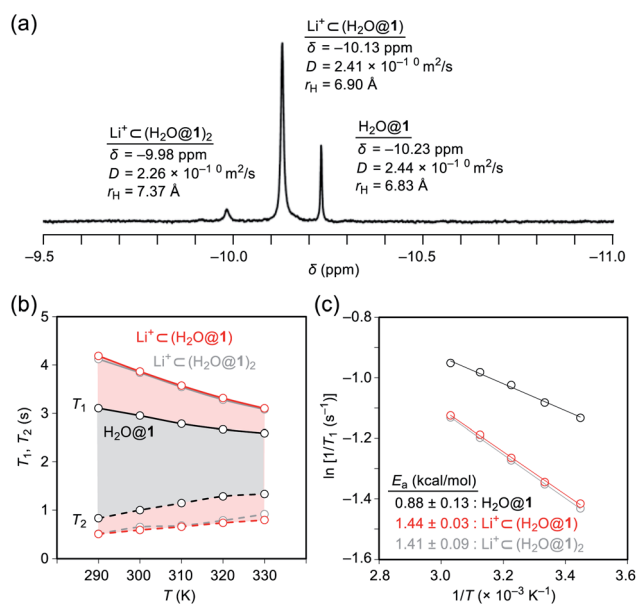 (a)
Li⁺⊂(H₂O@1)
δ = –10.13 ppm
D = 2.41 × 10⁻¹⁰ m²/s
r_H = 6.90 Å
Li⁺⊂(H₂O@1)₂
δ = –9.98 ppm
D = 2.26 × 10⁻¹⁰ m²/s
r_H = 7.37 Å
H₂O@1
δ = –10.23 ppm
D = 2.44 × 10⁻¹⁰ m²/s
r_H = 6.83 Å
–9.5 –10.0 –10.5 –11.0
δ (ppm)
(b)
Li⁺⊂(H₂O@1)
Li⁺⊂(H₂O@1)₂
T₁
H₂O@1
T₂
T₁, T₂ (s)
5
4
3
2
1
0
290 300 310 320 330
T (K)
(c)
ln [1/T₁ (s⁻¹)]
–0.8
–1.0
–1.2
–1.4
–1.6
Eₐ (kcal/mol)
0.88 ± 0.13 : H₂O@1
1.44 ± 0.03 : Li⁺⊂(H₂O@1)
1.41 ± 0.09 : Li⁺⊂(H₂O@1)₂
2.8 3.0 3.2 3.4 3.6
1/T (× 10⁻³ K⁻¹)